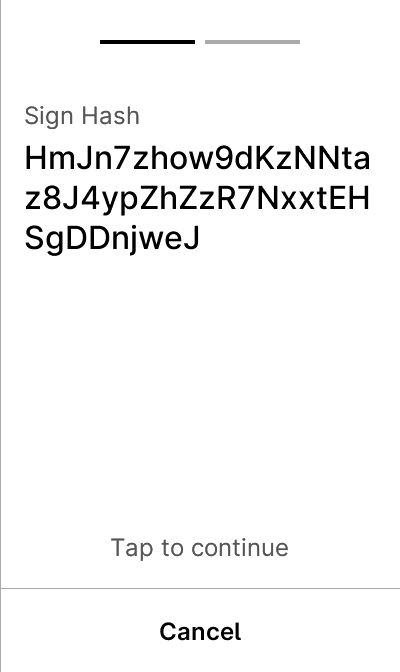 Sign Hash
HmJn7zhow9dKzNNta
z8J4ypZhZzR7NxxtEH
SgDDnjweJ
Tap to continue
Cancel